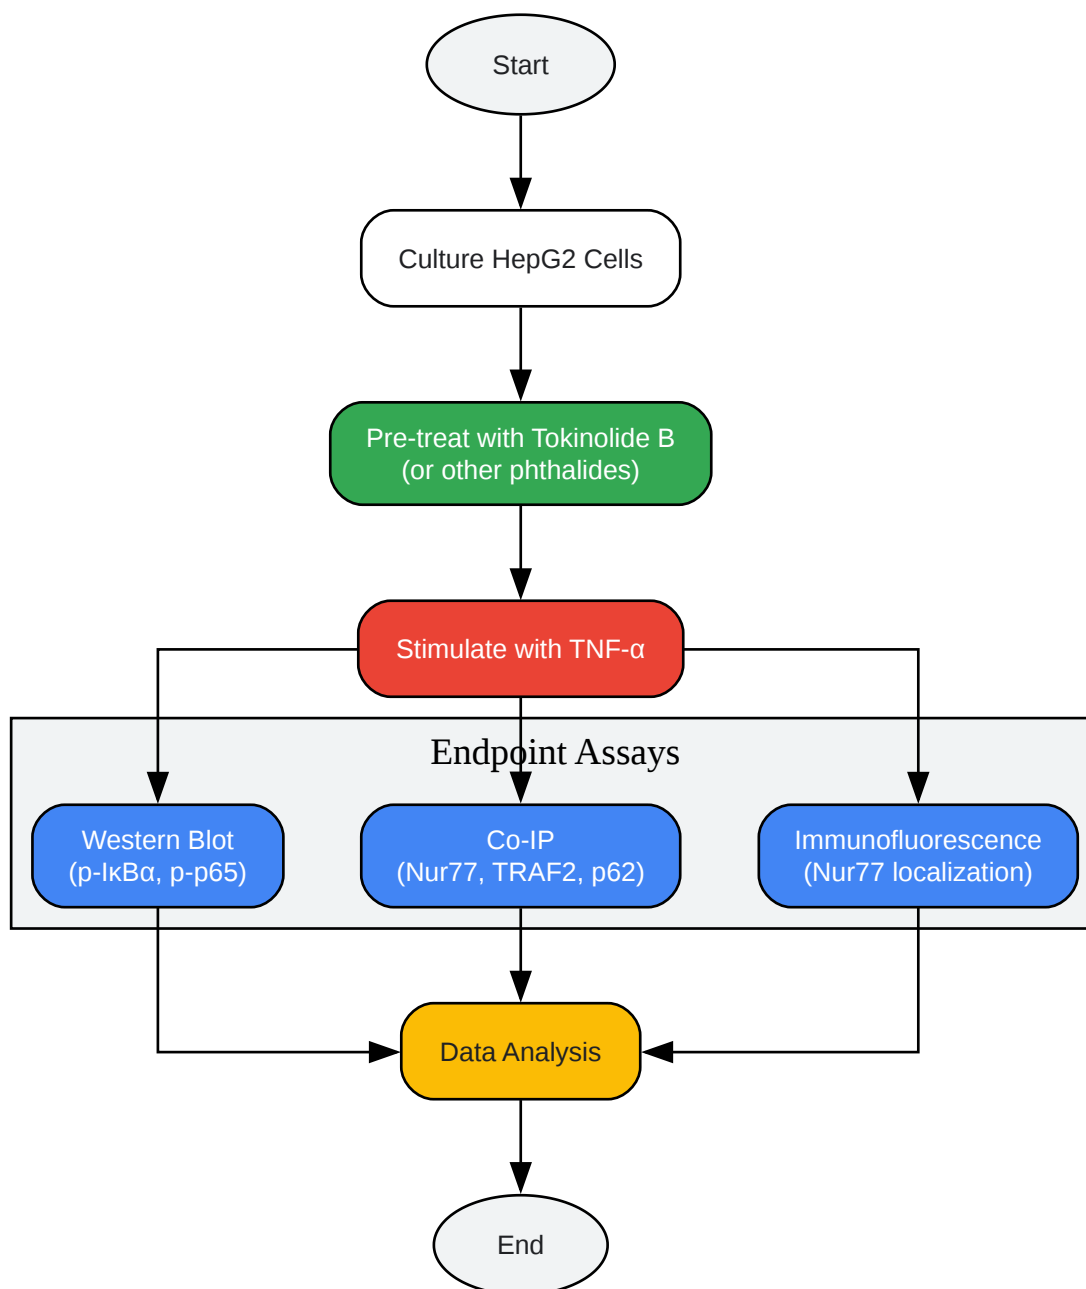 Start
Culture HepG2 Cells
Pre-treat with Tokinolide B
(or other phthalides)
Stimulate with TNF-α
Endpoint Assays
Western Blot
(p-IκBα, p-p65)
Co-IP
(Nur77, TRAF2, p62)
Immunofluorescence
(Nur77 localization)
Data Analysis
End